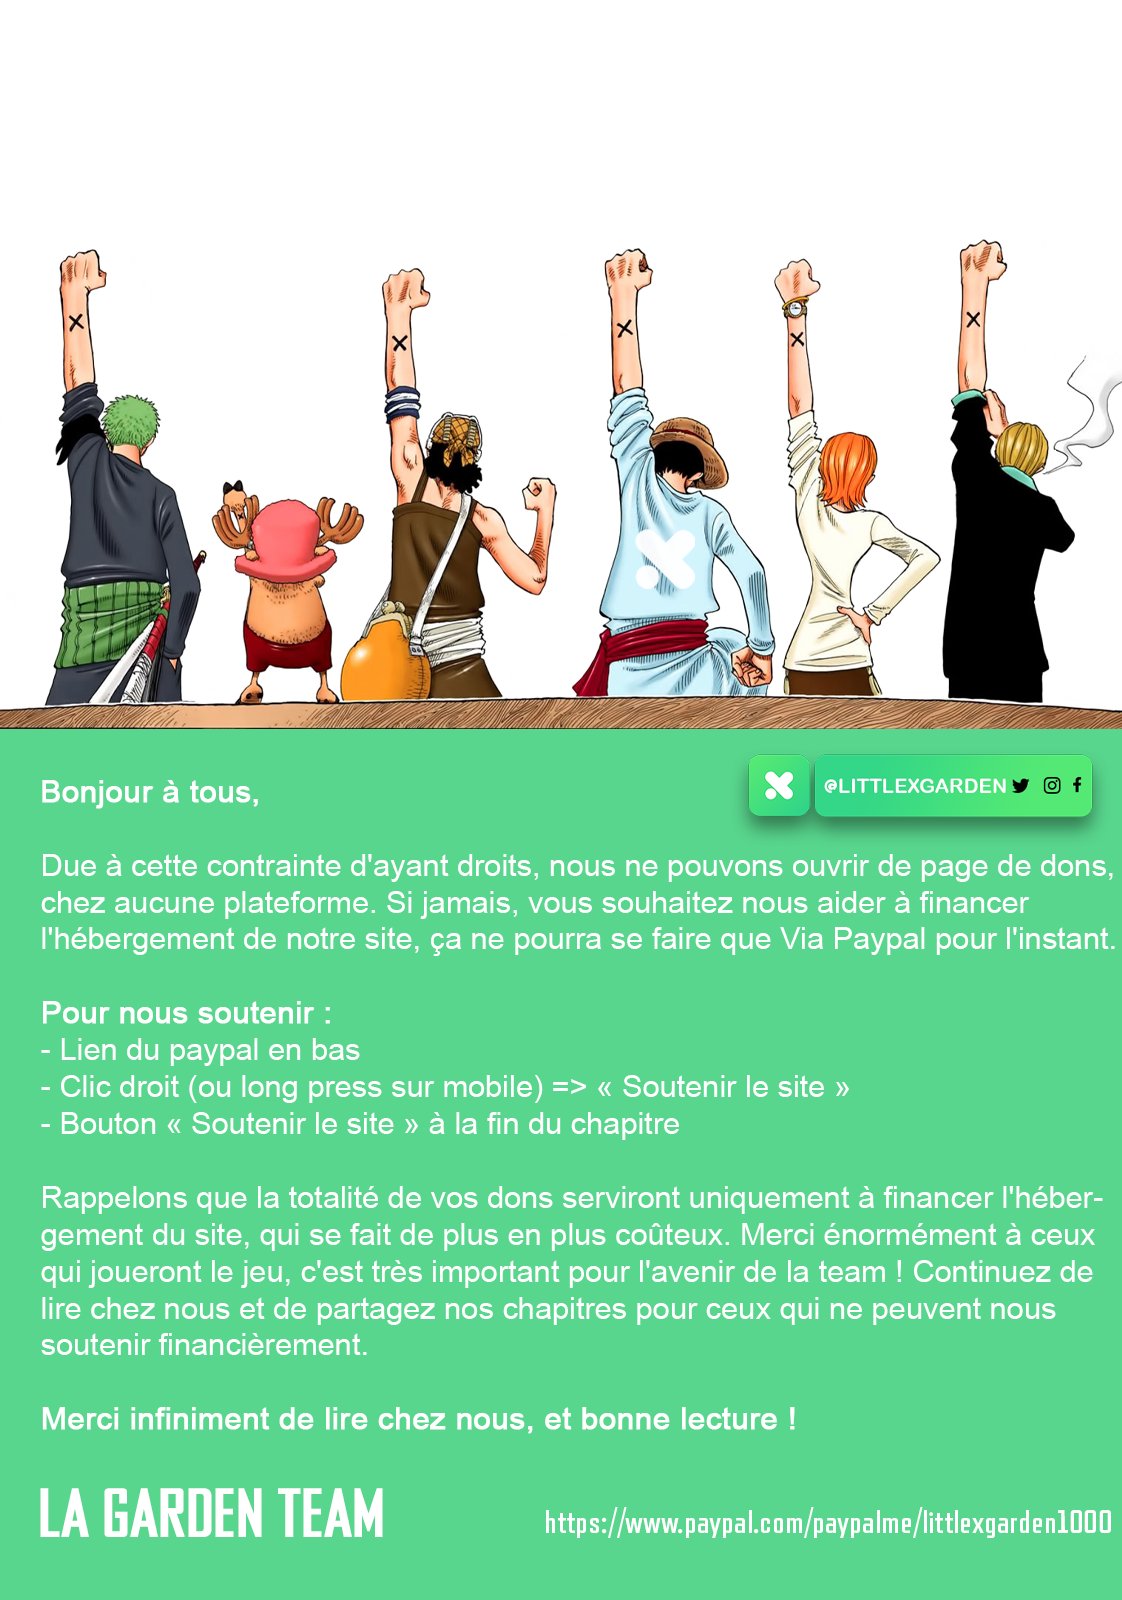 @LITTLEXGARDEN
Bonjour à tous,
Due à cette contrainte d'ayant droits, nous ne pouvons ouvrir de page de dons,
chez aucune plateforme. Si jamais, vous souhaitez nous aider à financer
l'hébergement de notre site, ça ne pourra se faire que Via Paypal pour l'instant.
Pour nous soutenir :
- Lien du paypal en bas
- Clic droit (ou long press sur mobile) => « Soutenir le site »
- Bouton « Soutenir le site » à la fin du chapitre
Rappelons que la totalité de vos dons serviront uniquement à financer l'héber-
gement du site, qui se fait de plus en plus coûteux. Merci énormément à ceux
qui joueront le jeu, c'est très important pour l'avenir de la team ! Continuez de
lire chez nous et de partagez nos chapitres pour ceux qui ne peuvent nous
soutenir financièrement.
Merci infiniment de lire chez nous, et bonne lecture !
LA GARDEN TEAM
https://www.paypal.com/paypalme/littlexgarden1000